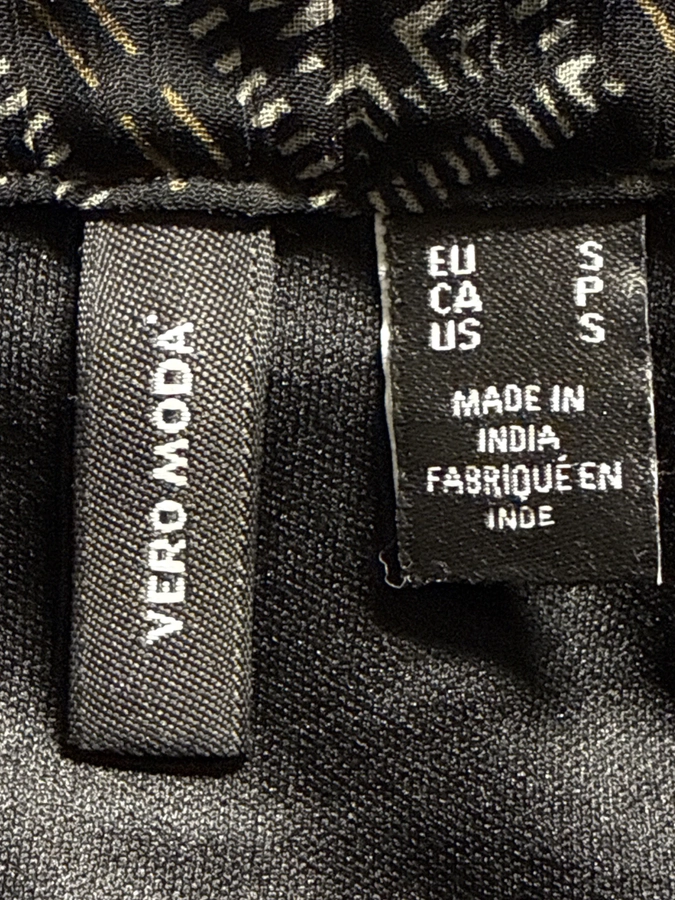 VERO MODA
EU S
CA P
US S
MADE IN
INDIA
FABRIQUÉ EN
INDE